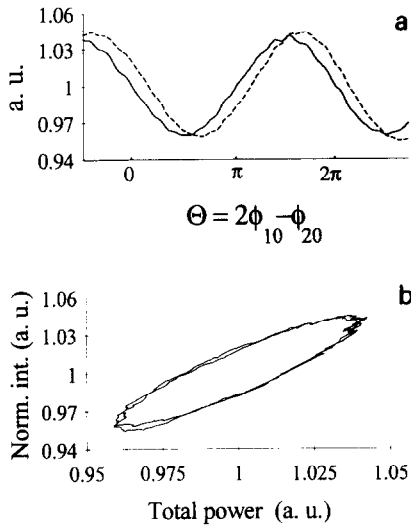 a
1.06
1.03
1
0.97
0.94
a. u.
0 π 2π
Θ = 2ϕ10–ϕ20
b
1.06
1.03
1
0.97
0.94
Norm. int. (a. u.)
0.95 0.975 1 1.025 1.05
Total power (a. u.)